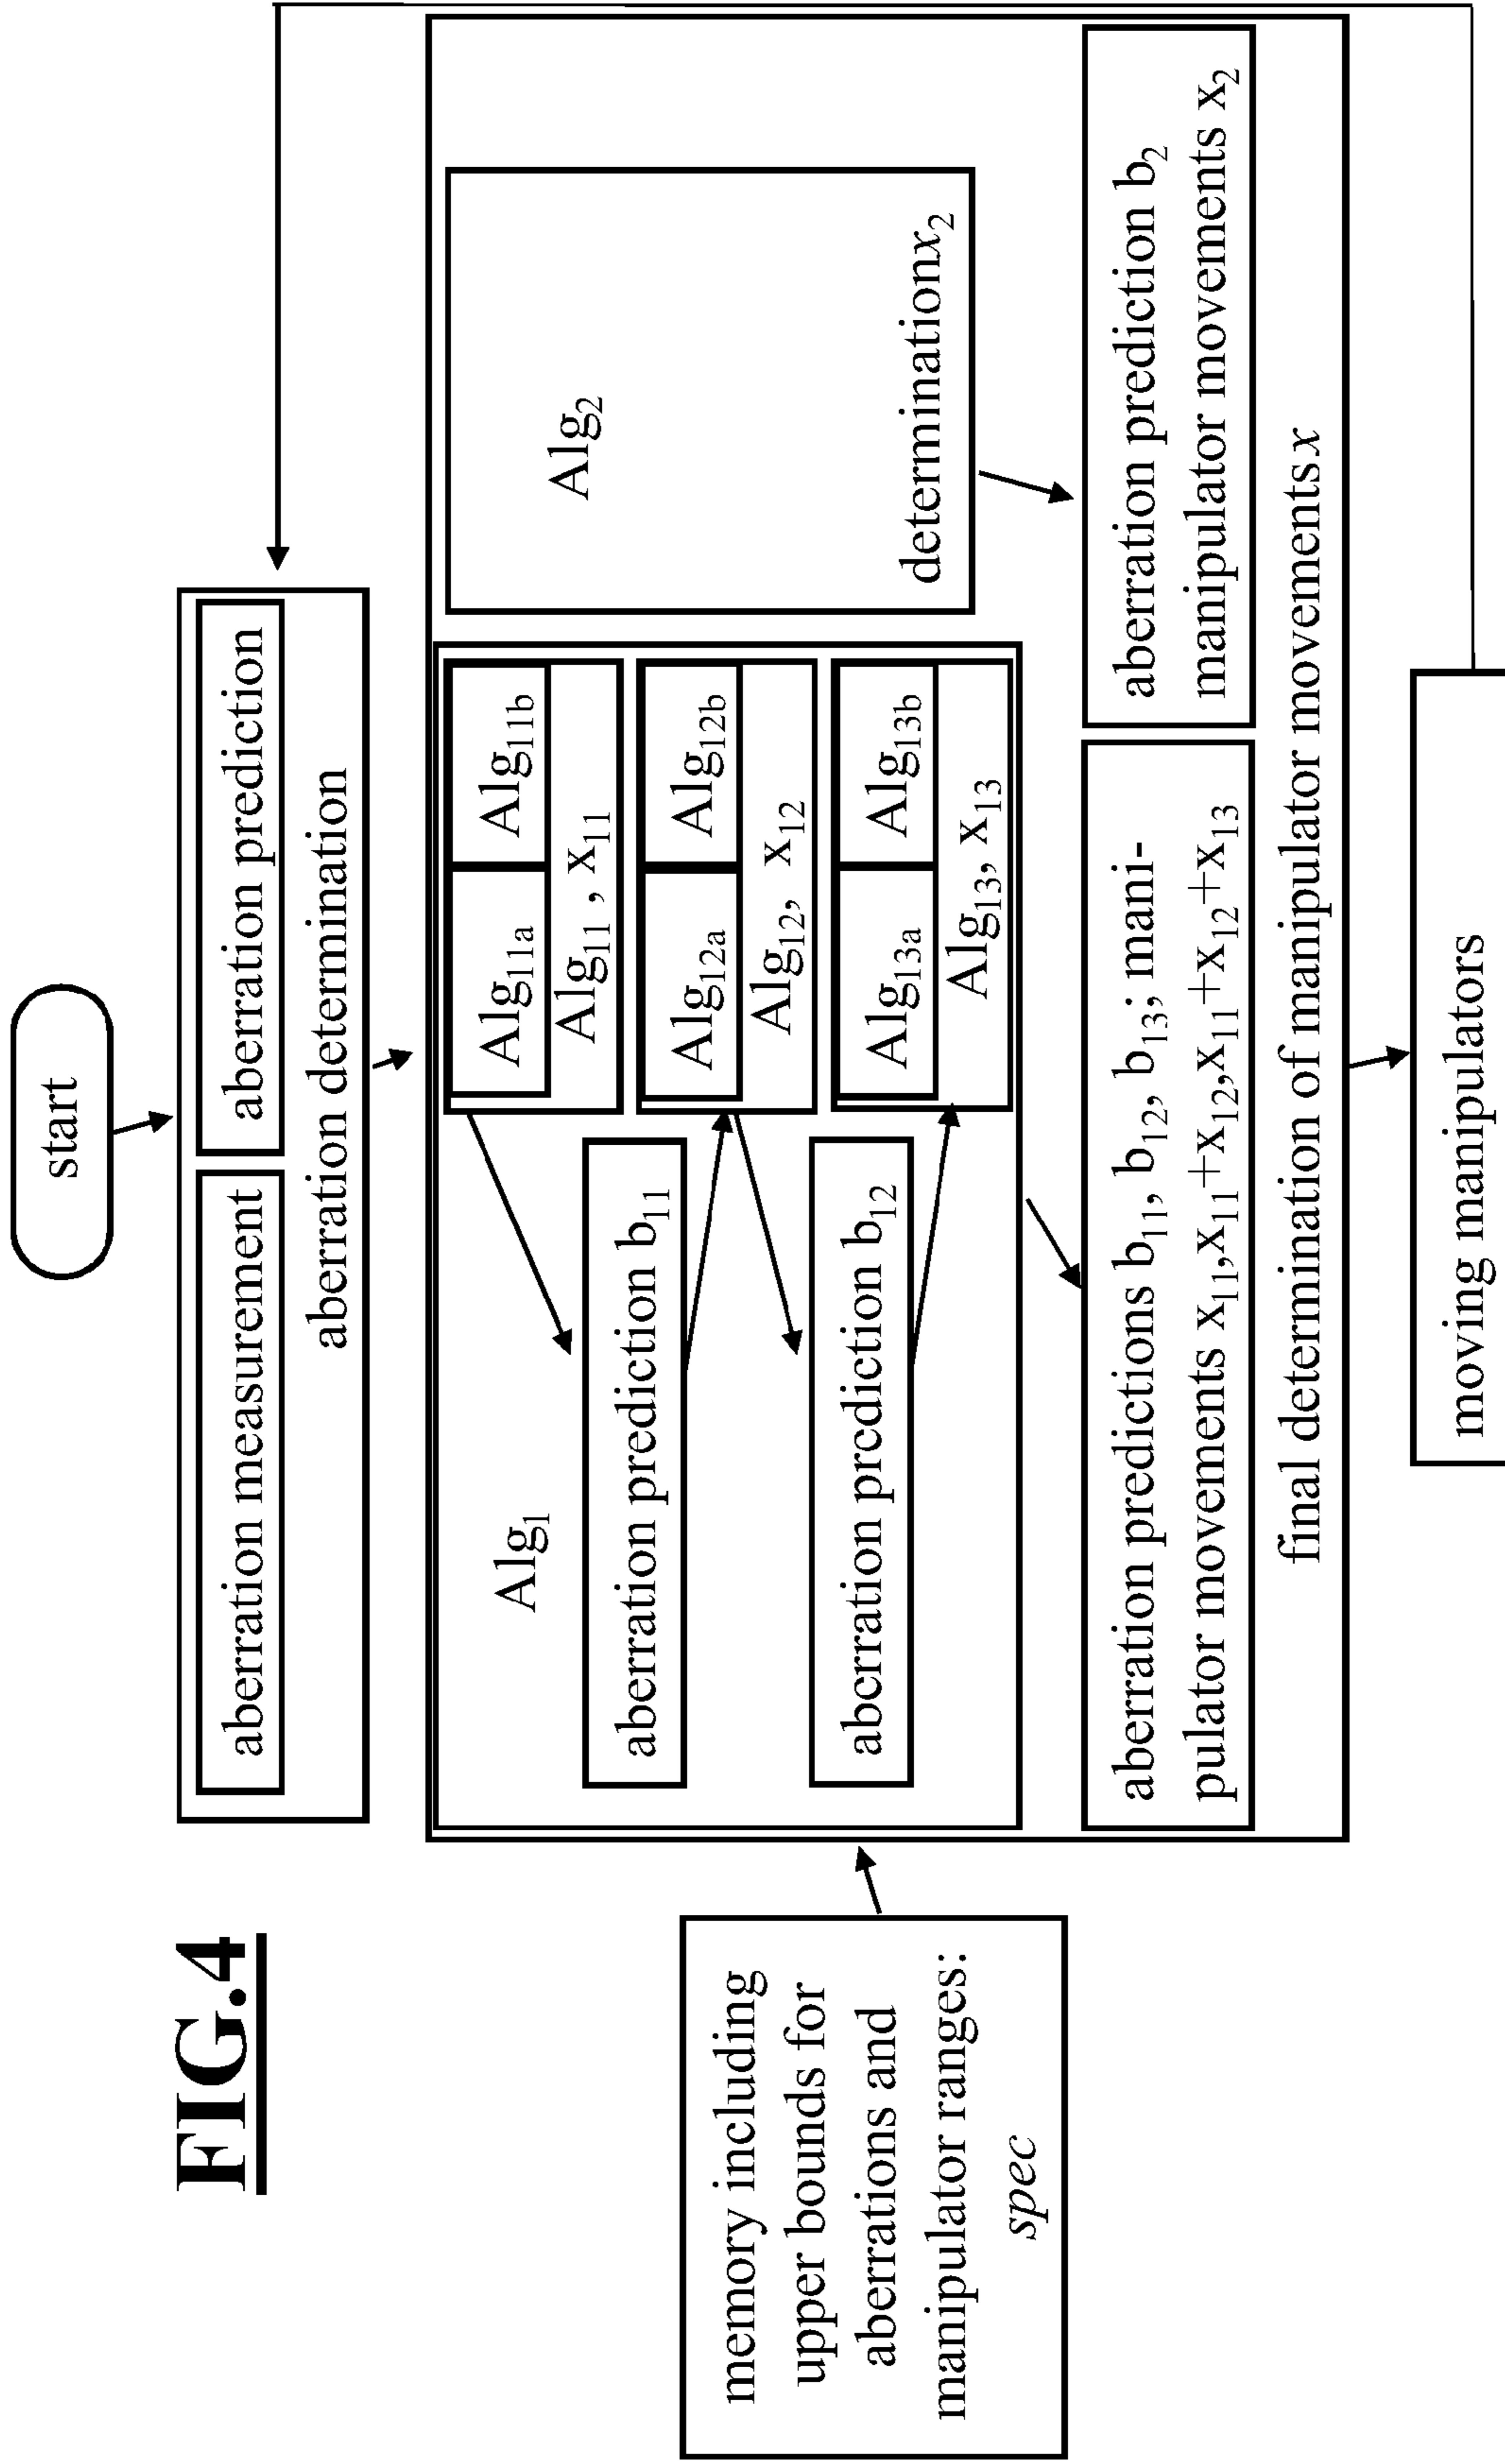 FIG.4
start
aberration measurement
aberration prediction
aberration determination
memory including
upper bounds for
aberrations and
manipulator ranges:
spec
Alg₁
aberration prediction b₁₁
aberration prediction b₁₂
Alg₁₁ₐ
Alg₁₁b
Alg₁₁ , x₁₁
Alg₁₂ₐ
Alg₁₂b
Alg₁₂, x₁₂
Alg₁₃ₐ
Alg₁₃b
Alg₁₃, x₁₃
Alg₂
determinationx₂
aberration predictions b₁₁, b₁₂, b₁₃; mani-
pulator movements x₁₁,x₁₁+x₁₂,x₁₁+x₁₂+x₁₃
aberration prediction b₂
manipulator movements x₂
final determination of manipulator movements x
moving manipulators